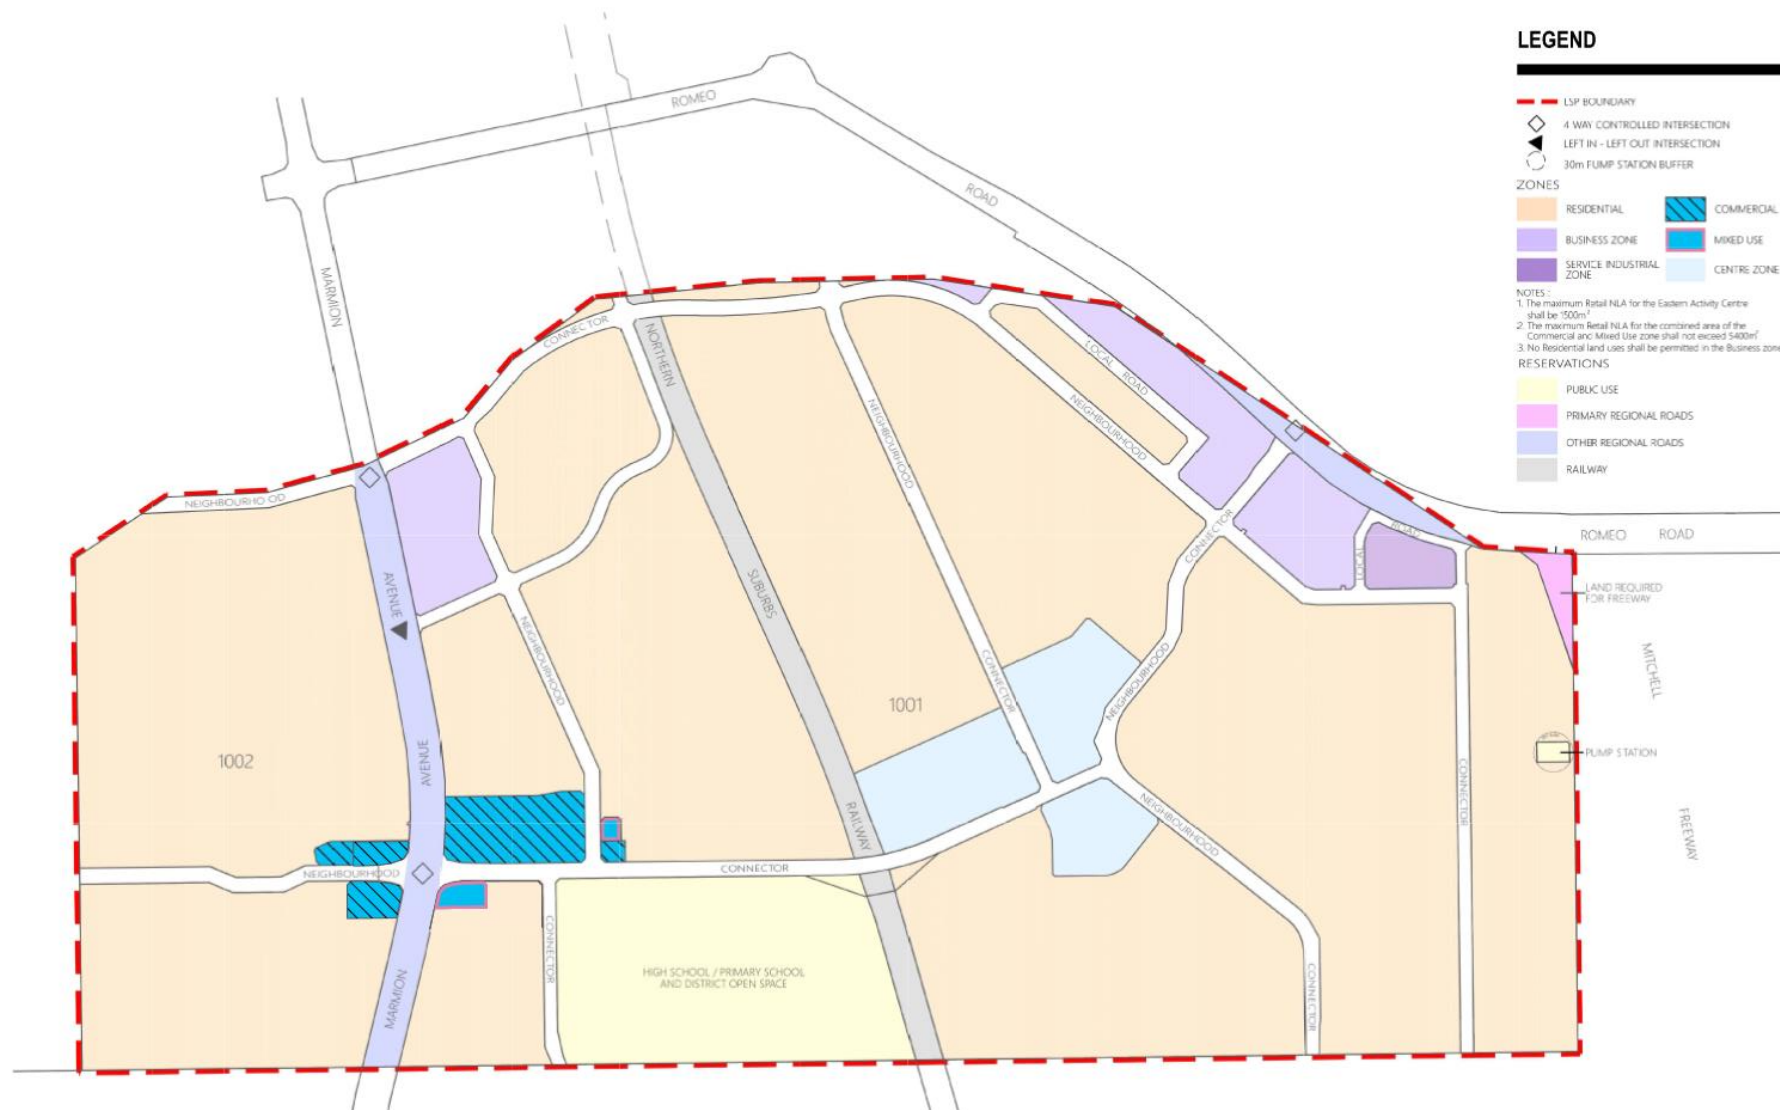 LEGEND
LSP BOUNDARY
4 WAY CONTROLLED INTERSECTION
LEFT IN - LEFT OUT INTERSECTION
30m PUMP STATION BUFFER
ZONES
RESIDENTIAL
COMMERCIAL
BUSINESS ZONE
MIXED USE
SERVICE INDUSTRIAL
ZONE
CENTRE ZONE
NOTES :
1. The maximum Retail NLA for the Eastern Activity Centre
shall be 1500m²
2. The maximum Retail NLA for the combined area of the
Commercial and Mixed Use zone shall not exceed 5400m²
3. No Residential land uses shall be permitted in the Business zone
RESERVATIONS
PUBLIC USE
PRIMARY REGIONAL ROADS
OTHER REGIONAL ROADS
RAILWAY
ROMEO
ROAD
MARMION
CONNECTOR
NORTHERN
LOCAL ROAD
NEIGHBOURHOOD
NEIGHBOURHOOD
NEIGHBOURHOOD
CONNECTOR
LOCAL
ROAD
ROMEO ROAD
AVENUE
SUBURBS
LAND REQUIRED
FOR FREEWAY
NEIGHBOURHOOD
CONNECTOR
NEIGHBOURHOOD
MITCHELL
1001
1002
AVENUE
PUMP STATION
RAILWAY
NEIGHBOURHOOD
CONNECTOR
FREEWAY
NEIGHBOURHOOD
CONNECTOR
CONNECTOR
HIGH SCHOOL / PRIMARY SCHOOL
AND DISTRICT OPEN SPACE
MARMION
CONNECTOR